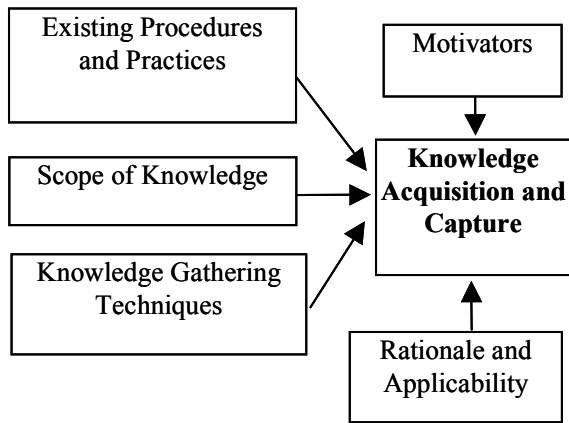 Existing Procedures
and Practices
Motivators
Scope of Knowledge
Knowledge
Acquisition and
Capture
Knowledge Gathering
Techniques
Rationale and
Applicability